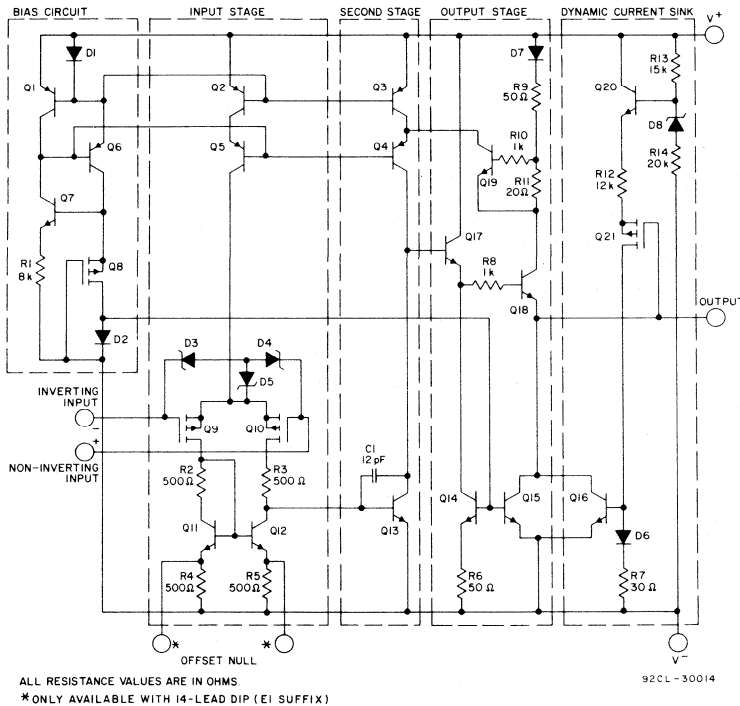 BIAS CIRCUIT
INPUT STAGE
SECOND STAGE
OUTPUT STAGE
DYNAMIC CURRENT SINK
V+
D1
Q1
Q2
Q3
Q6
Q5
Q4
Q7
R1
8k
Q8
D2
D7
R9
50Ω
R10
1k
Q19
R11
20Ω
Q17
R8
1k
Q18
Q20
R13
15k
D8
R14
20k
R12
12k
Q21
OUTPUT
D3
D4
D5
INVERTING
INPUT
−
+
NON-INVERTING
INPUT
Q9
Q10
R2
500Ω
R3
500Ω
Q11
Q12
R4
500Ω
R5
500Ω
C1
12pF
Q13
Q14
Q15
Q16
R6
50Ω
D6
R7
30Ω
*
*
OFFSET NULL
V−
ALL RESISTANCE VALUES ARE IN OHMS.
92CL-30014
*ONLY AVAILABLE WITH 14-LEAD DIP (E1 SUFFIX)